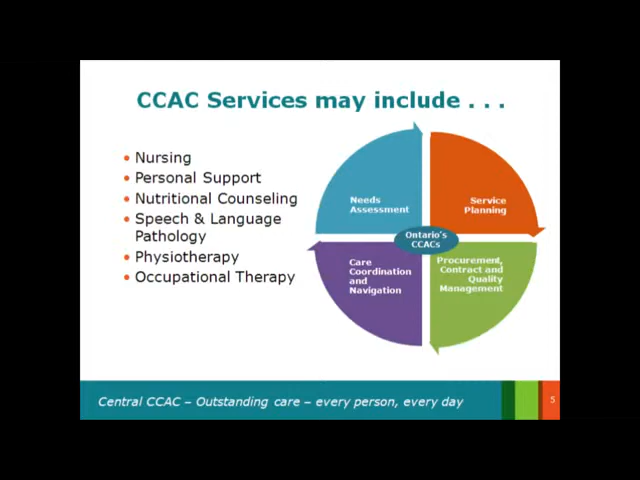 CCAC Services may include . . .
• Nursing
• Personal Support
• Nutritional Counseling
• Speech & Language
Pathology
• Physiotherapy
• Occupational Therapy
Needs
Assessment
Service
Planning
Ontario's
CCACs
Care
Coordination
and
Navigation
Procurement,
Contract and
Quality
Management
Central CCAC – Outstanding care – every person, every day
5